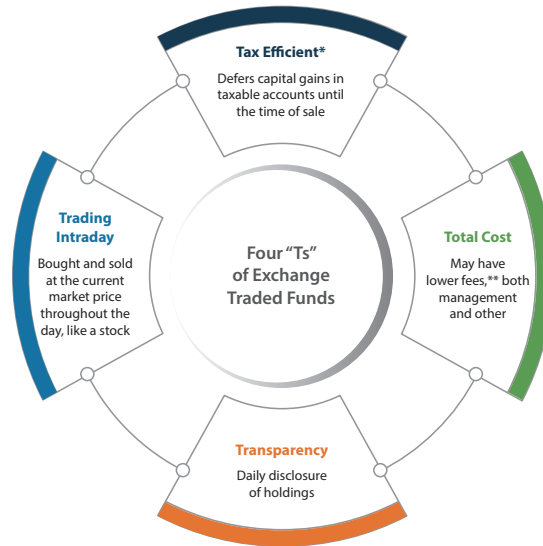 Tax Efficient*
Defers capital gains in
taxable accounts until
the time of sale
Trading
Intraday
Bought and sold
at the current
market price
throughout the
day, like a stock
Four “Ts”
of Exchange
Traded Funds
Total Cost
May have
lower fees,** both
management
and other
Transparency
Daily disclosure
of holdings